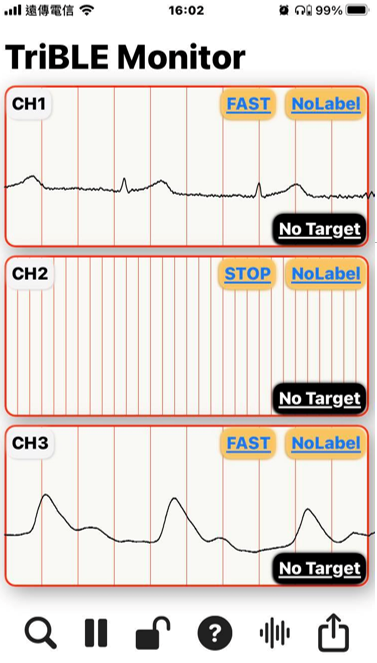 遠傳電信 16:02 99%
TriBLE Monitor
CH1 FAST NoLabel
No Target
CH2 STOP NoLabel
No Target
CH3 FAST NoLabel
No Target
?